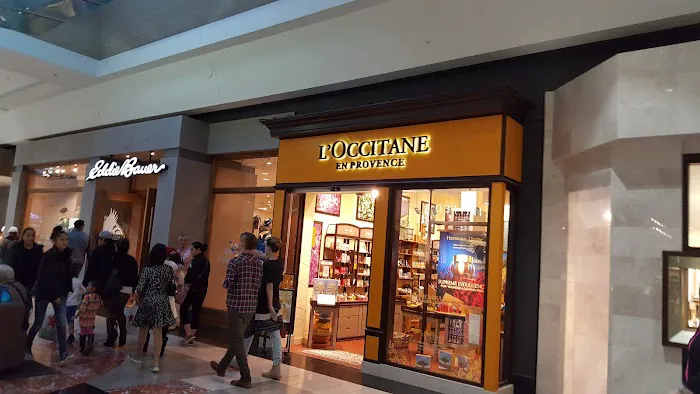 Eddie Bauer
L'OCCITANE
EN PROVENCE